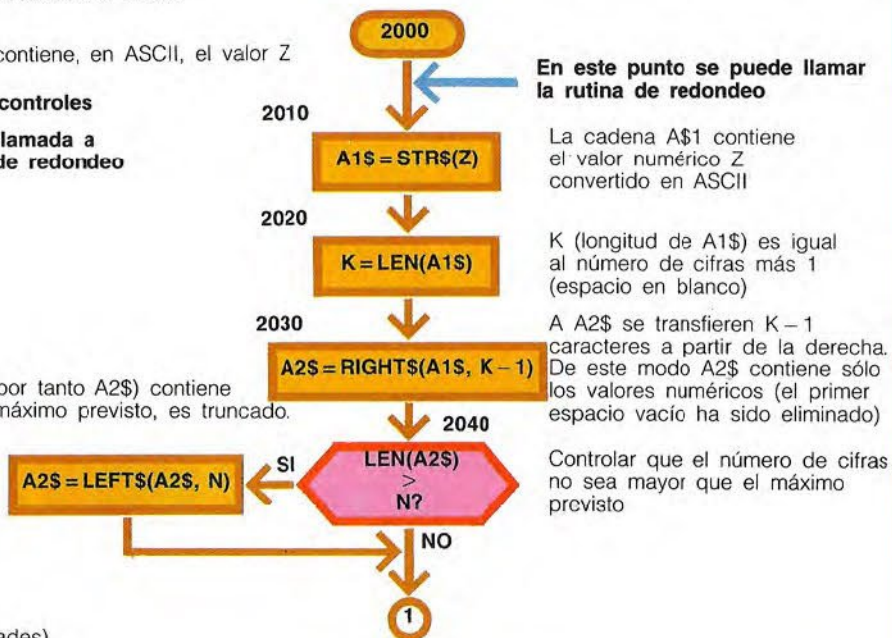 contiene, en ASCII, el valor Z
controles
lamada a
de redondeo
por tanto A2$) contiene
máximo previsto, es truncado.
ades)
2000
En este punto se puede llamar
la rutina de redondeo
2010
A1$ = STR$(Z)
La cadena A$1 contiene
el valor numérico Z
convertido en ASCII
2020
K = LEN(A1$)
K (longitud de A1$) es igual
al número de cifras más 1
(espacio en blanco)
2030
A2$ = RIGHT$(A1$, K – 1)
A A2$ se transfieren K – 1
caracteres a partir de la derecha.
De este modo A2$ contiene sólo
los valores numéricos (el primer
espacio vacío ha sido eliminado)
2040
LEN(A2$)
>
N?
SI
A2$ = LEFT$(A2$, N)
Controlar que el número de cifras
no sea mayor que el máximo
previsto
NO
1